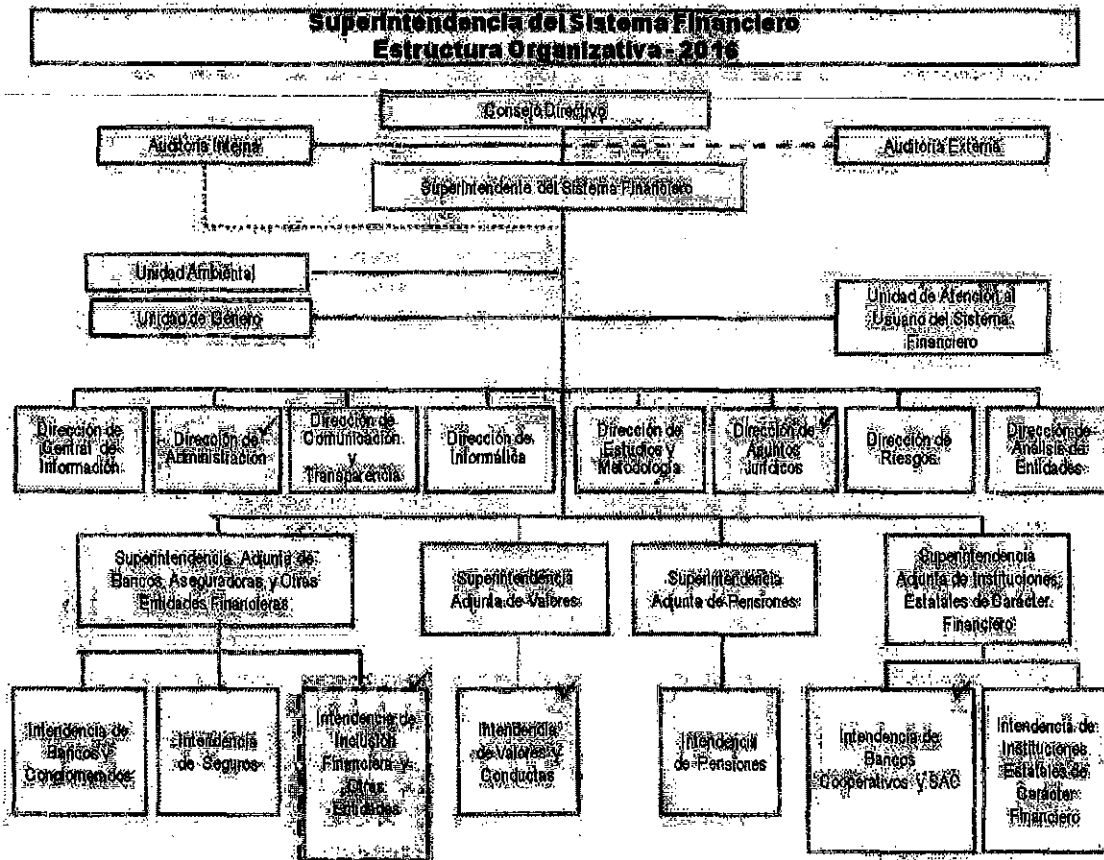 Superintendencia del Sistema Financiero
Estructura Organizativa - 2016
Consejo Directivo
Auditoría Interna
Auditoría Externa
Superintendente del Sistema Financiero
Unidad Ambiental
Unidad de Género
Unidad de Atención al
Usuario del Sistema
Financiero
Dirección de
Central de
Información
Dirección de
Administración
Dirección de
Comunicación
y
Transparencia
Dirección de
Informática
Dirección de
Estudios y
Metodología
Dirección de
Asuntos
Jurídicos
Dirección de
Riesgos
Dirección de
Análisis de
Entidades
Superintendencia Adjunta de
Bancos, Aseguradoras, y Otras
Entidades Financieras
Superintendencia
Adjunta de Valores
Superintendencia
Adjunta de Pensiones
Superintendencia
Adjunta de Instituciones
Estatales de Carácter
Financiero
Intendencia de
Bancos y
Conglomerados
Intendencia
de Seguros
Intendencia de
Inclusión
Financiera y
Otras
Entidades
Intendencia
de Valores y
Conductas
Intendencia
de Pensiones
Intendencia de
Bancos
Cooperativos y SAC
Intendencia de
Instituciones
Estatales de
Carácter
Financiero